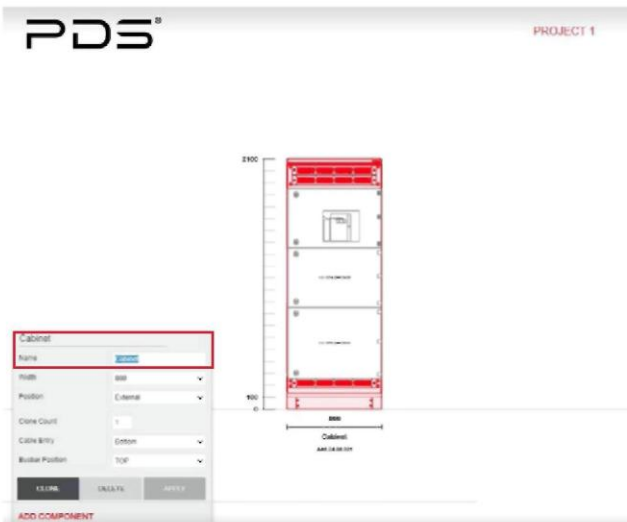 PDS®
PROJECT 1
2100
100
0
800
Cabinet
Cabinet
Name Cabinet
Width 800
Position External
Clone Count 1
Cable Entry Bottom
Busbar Position TOP
CLONE DELETE APPLY
ADD COMPONENT